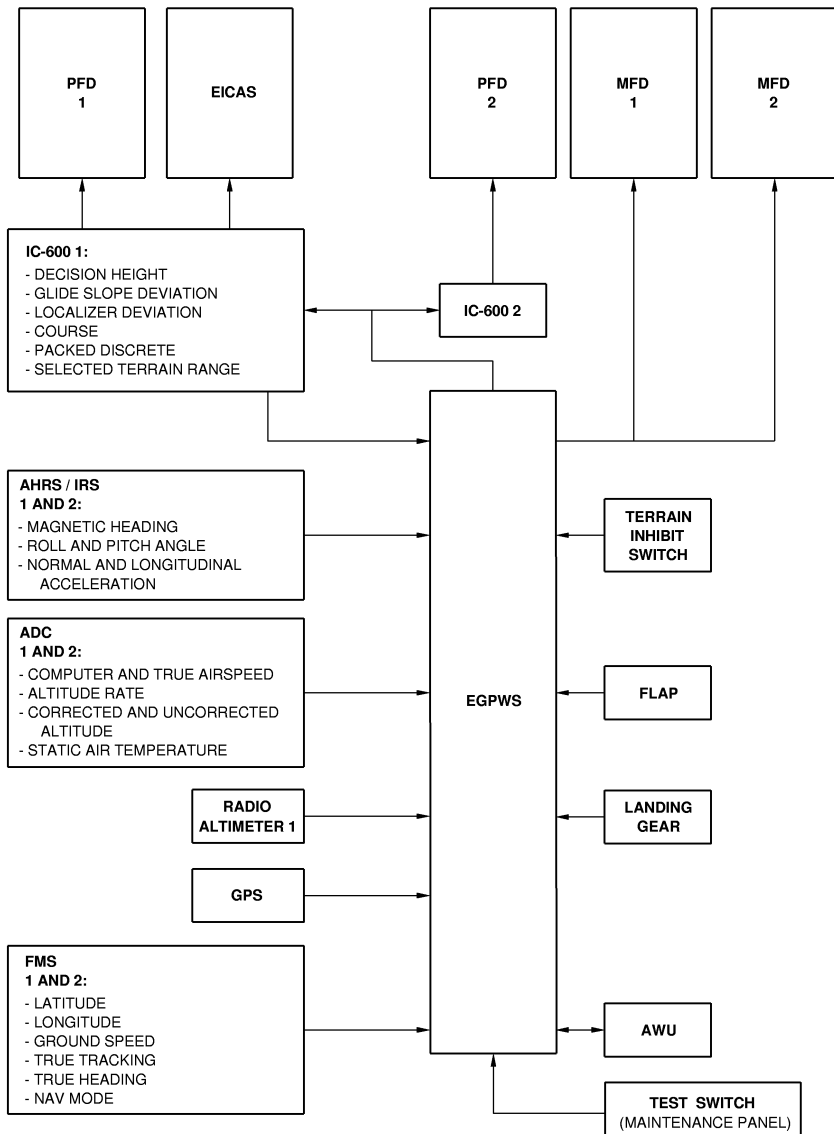 PFD
1
EICAS
PFD
2
MFD
1
MFD
2
IC-600 1:
- DECISION HEIGHT
- GLIDE SLOPE DEVIATION
- LOCALIZER DEVIATION
- COURSE
- PACKED DISCRETE
- SELECTED TERRAIN RANGE
IC-600 2
AHRS / IRS
1 AND 2:
- MAGNETIC HEADING
- ROLL AND PITCH ANGLE
- NORMAL AND LONGITUDINAL
ACCELERATION
TERRAIN
INHIBIT
SWITCH
ADC
1 AND 2:
- COMPUTER AND TRUE AIRSPEED
- ALTITUDE RATE
- CORRECTED AND UNCORRECTED
ALTITUDE
- STATIC AIR TEMPERATURE
EGPWS
FLAP
RADIO
ALTIMETER 1
LANDING
GEAR
GPS
FMS
1 AND 2:
- LATITUDE
- LONGITUDE
- GROUND SPEED
- TRUE TRACKING
- TRUE HEADING
- NAV MODE
AWU
TEST SWITCH
(MAINTENANCE PANEL)